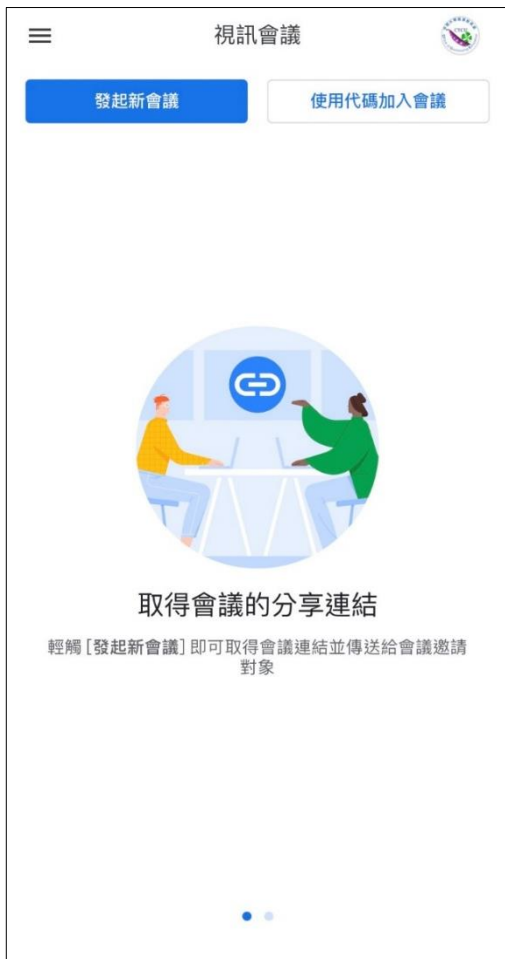 視訊會議
發起新會議
使用代碼加入會議
取得會議的分享連結
輕觸 [發起新會議] 即可取得會議連結並傳送給會議邀請
對象